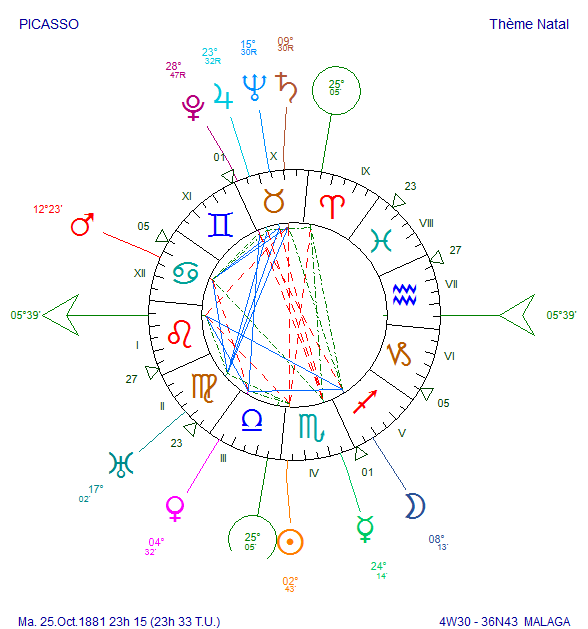 PICASSO
Thème Natal
28°
47R
23°
32R
15°
30R
09°
30R
25°
05'
01
X
IX
XI
23
12°23'
05
VIII
XII
27
VII
05°39'
05°39'
I
VI
27
05
II
23
V
III
IV
01
17°
02'
04°
32'
25°
05'
02°
43'
24°
14'
08°
13'
Ma. 25.Oct.1881 23h 15 (23h 33 T.U.)
4W30 - 36N43 MALAGA